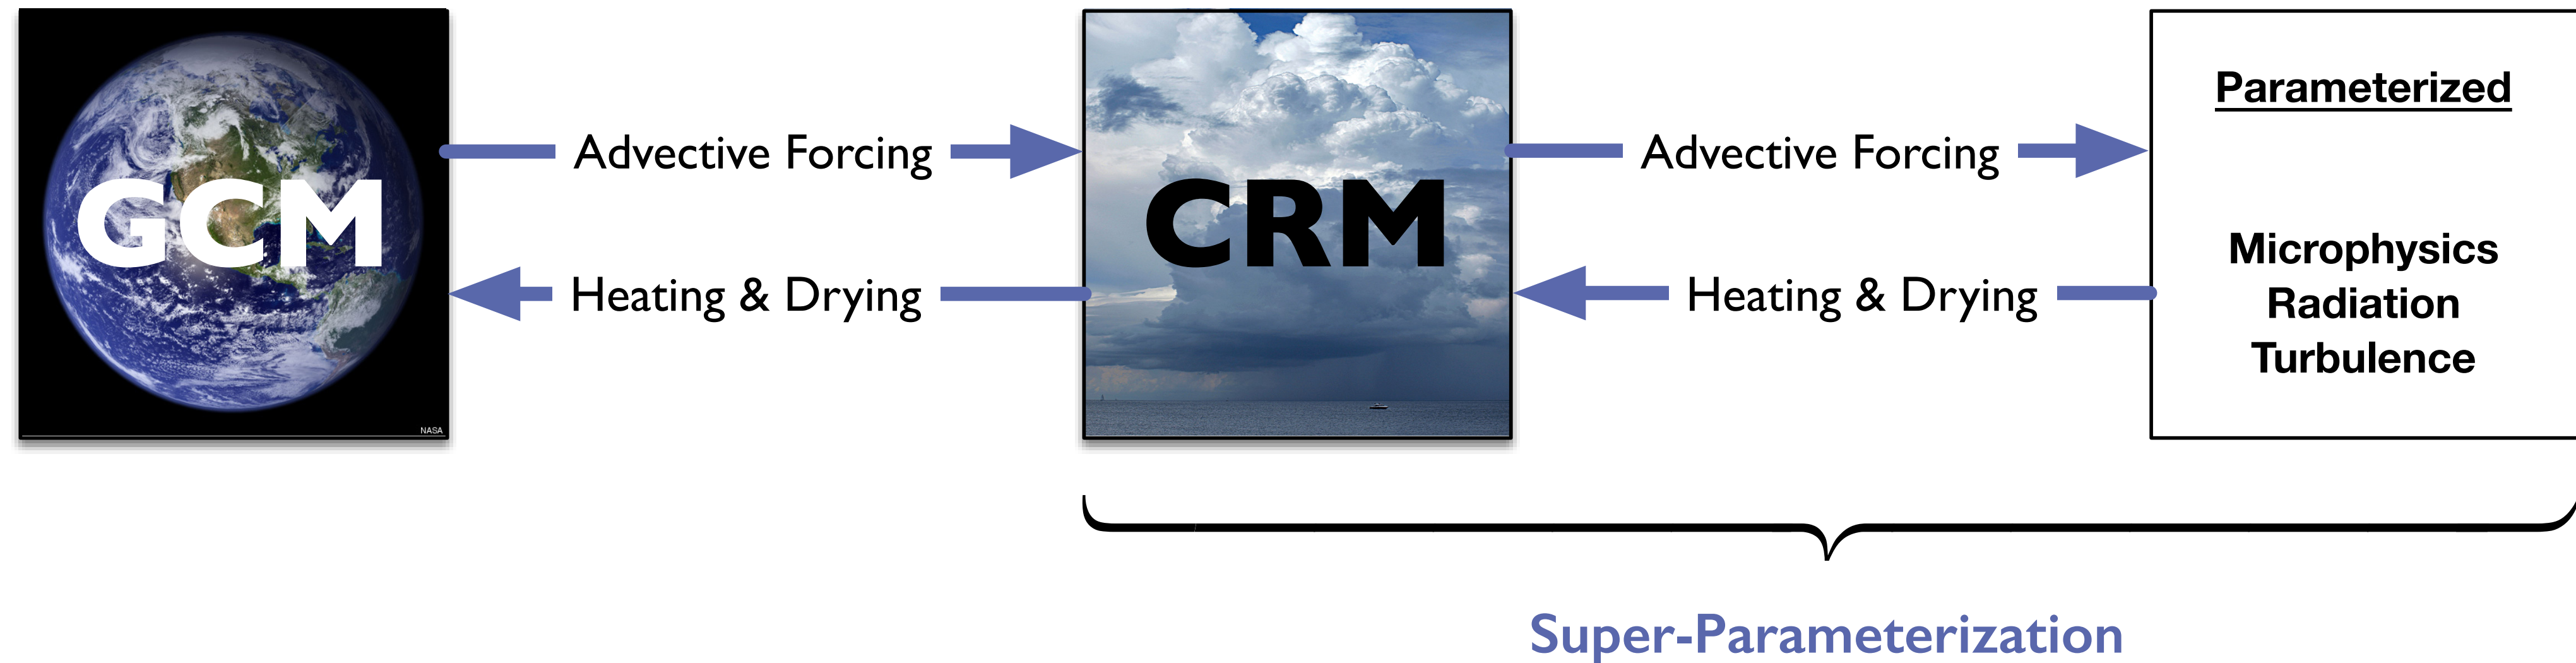 GCM
NASA
Advective Forcing
Heating & Drying
CRM
Advective Forcing
Heating & Drying
Parameterized
Microphysics
Radiation
Turbulence
Super-Parameterization